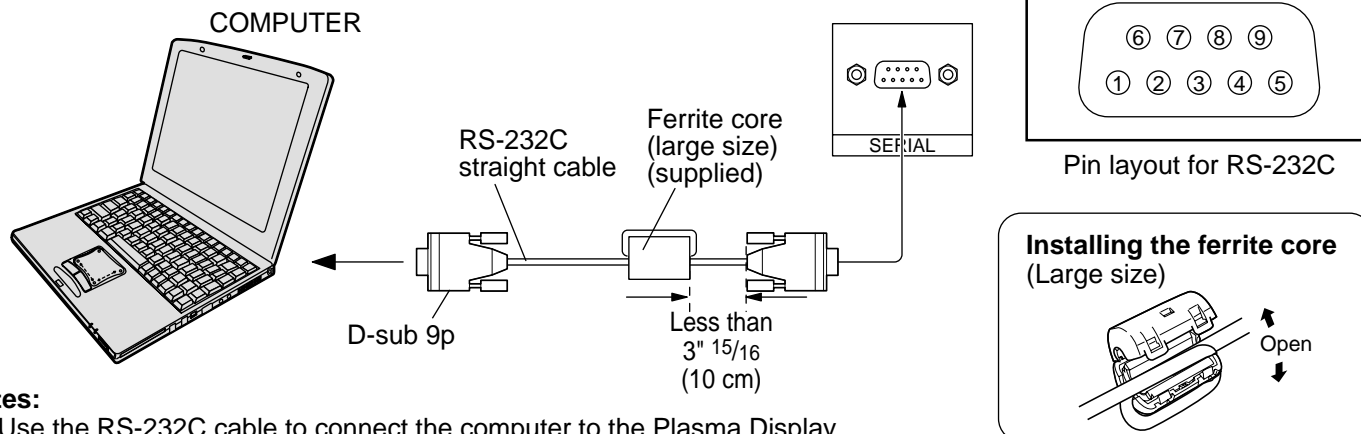 COMPUTER
RS-232C
straight cable
Ferrite core
(large size)
(supplied)
SERIAL
D-sub 9p
Less than
3" 15/16
(10 cm)
6 7 8 9
1 2 3 4 5
Pin layout for RS-232C
Installing the ferrite core
(Large size)
Open
Use the RS-232C cable to connect the computer to the Plasma Display